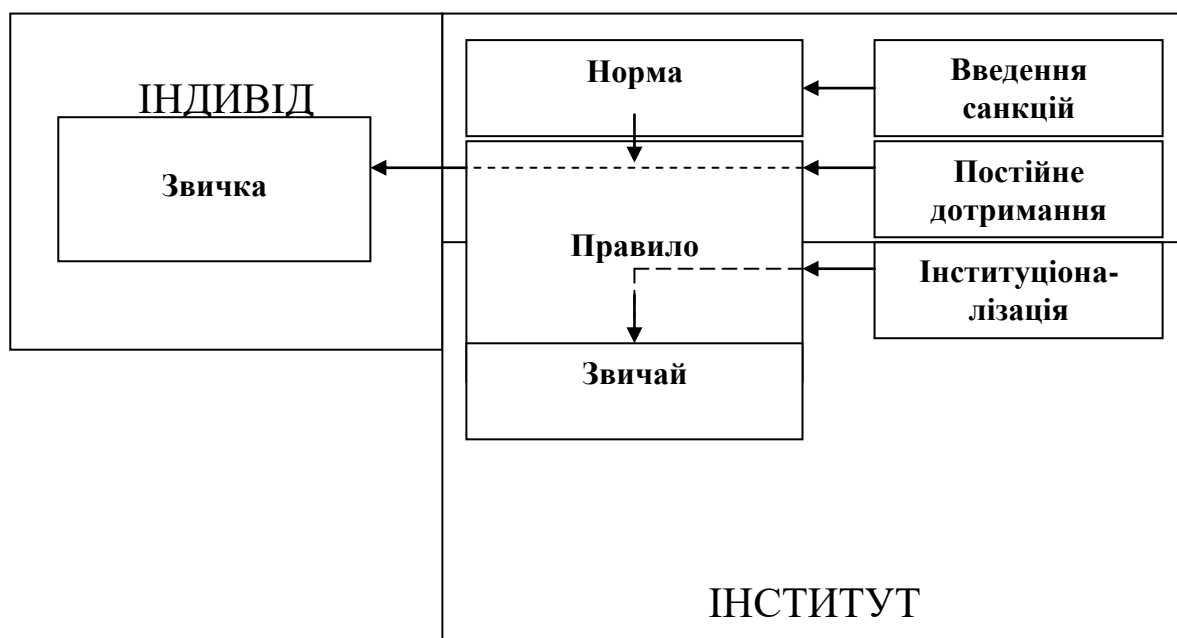 ІНДИВІД
Звичка
Норма
Введення
санкцій
Постійне
дотримання
Правило
Інституціона-
лізація
Звичай
ІНСТИТУТ